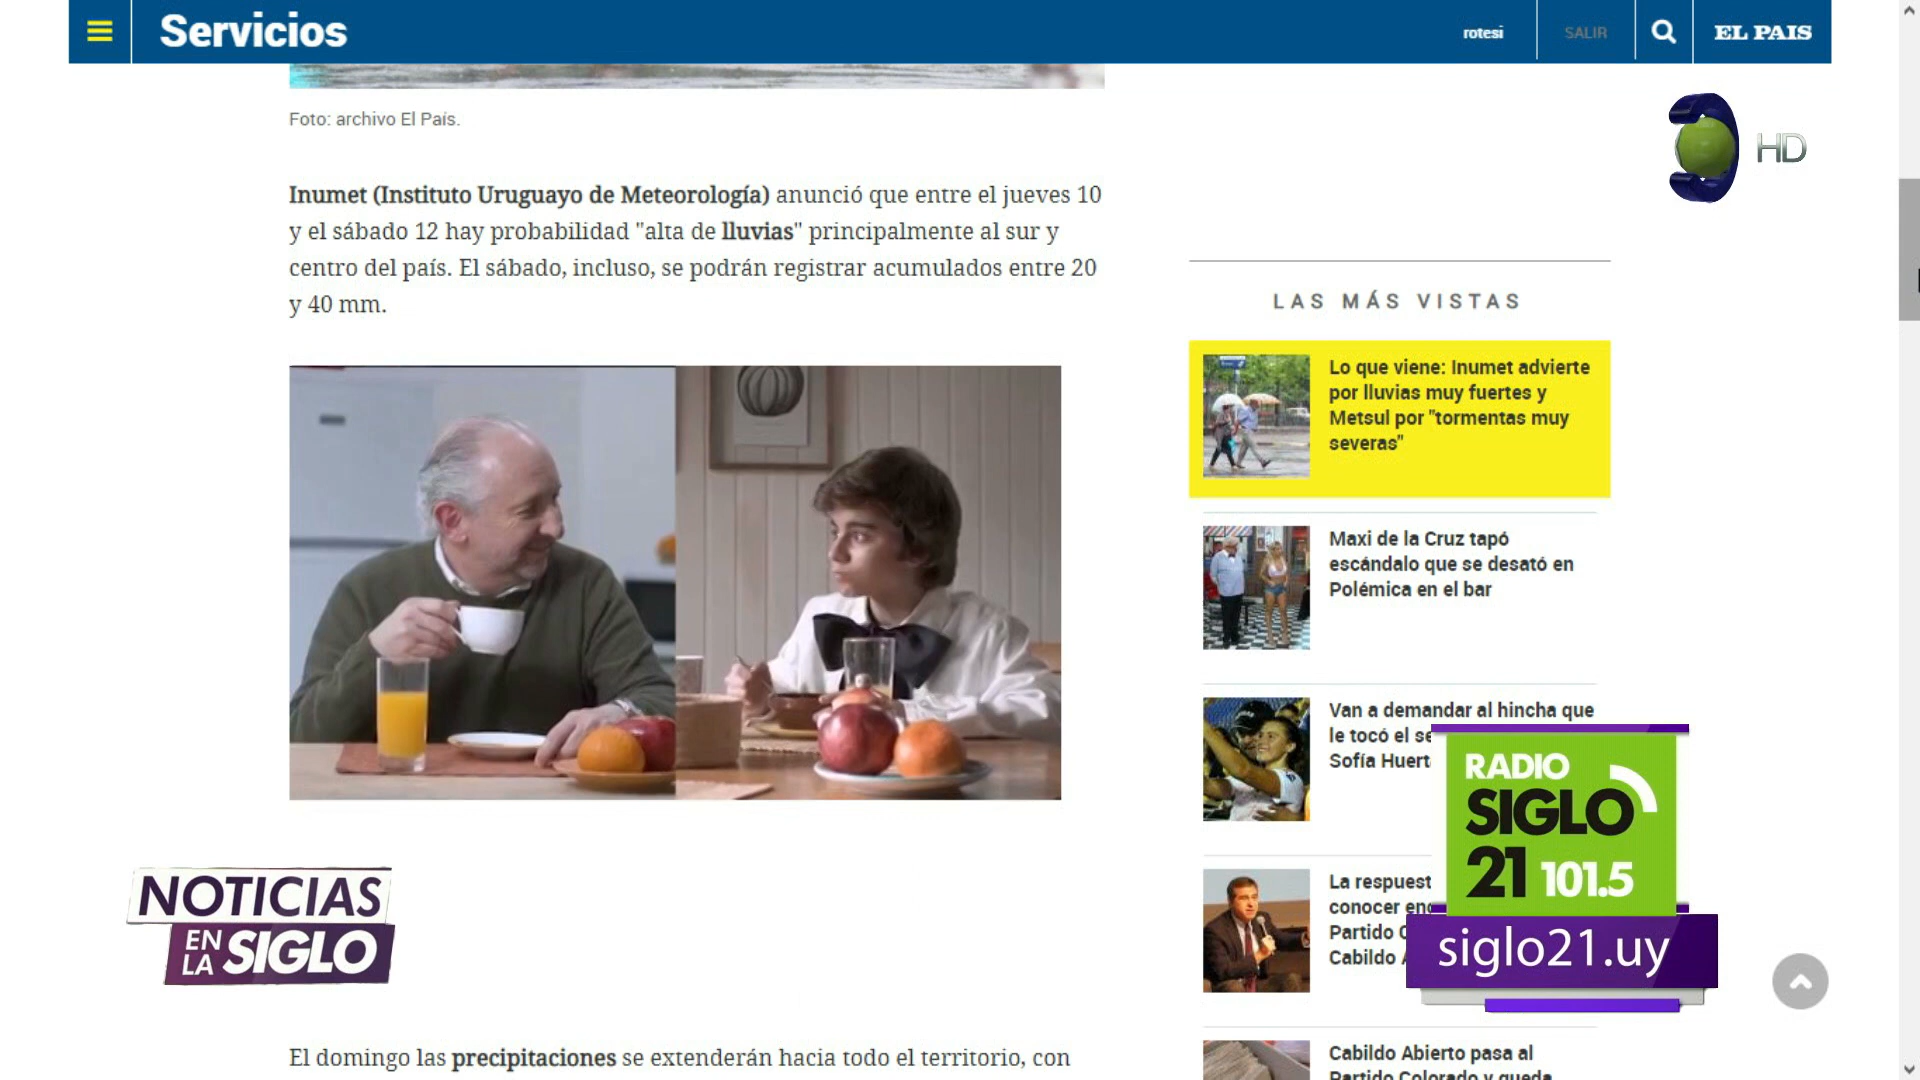 Servicios
rotesi
SALIR
EL PAIS
Foto: archivo El País.
HD
Inumet (Instituto Uruguayo de Meteorología) anunció que entre el jueves 10
y el sábado 12 hay probabilidad "alta de lluvias" principalmente al sur y
centro del país. El sábado, incluso, se podrán registrar acumulados entre 20
y 40 mm.
LAS MÁS VISTAS
Lo que viene: Inumet advierte
por lluvias muy fuertes y
Metsul por "tormentas muy
severas"
Maxi de la Cruz tapó
escándalo que se desató en
Polémica en el bar
Van a demandar al hincha que
le tocó el
Sofía
La
conocer
Partido
Cabildo
RADIO
SIGLO
21 101.5
siglo21.uy
NOTICIAS
EN
LA SIGLO
El domingo las precipitaciones se extenderán hacia todo el territorio, con
Cabildo Abierto pasa al
Partido Colorado y queda